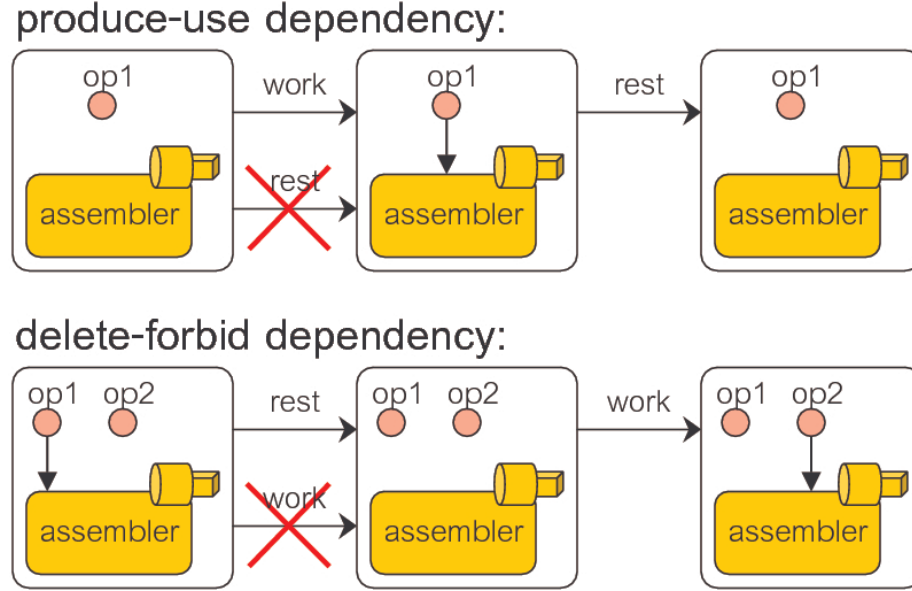 produce-use dependency:
op1 work op1 rest op1
rest
assembler assembler assembler
delete-forbid dependency:
op1 op2 rest op1 op2 work op1 op2
work
assembler assembler assembler